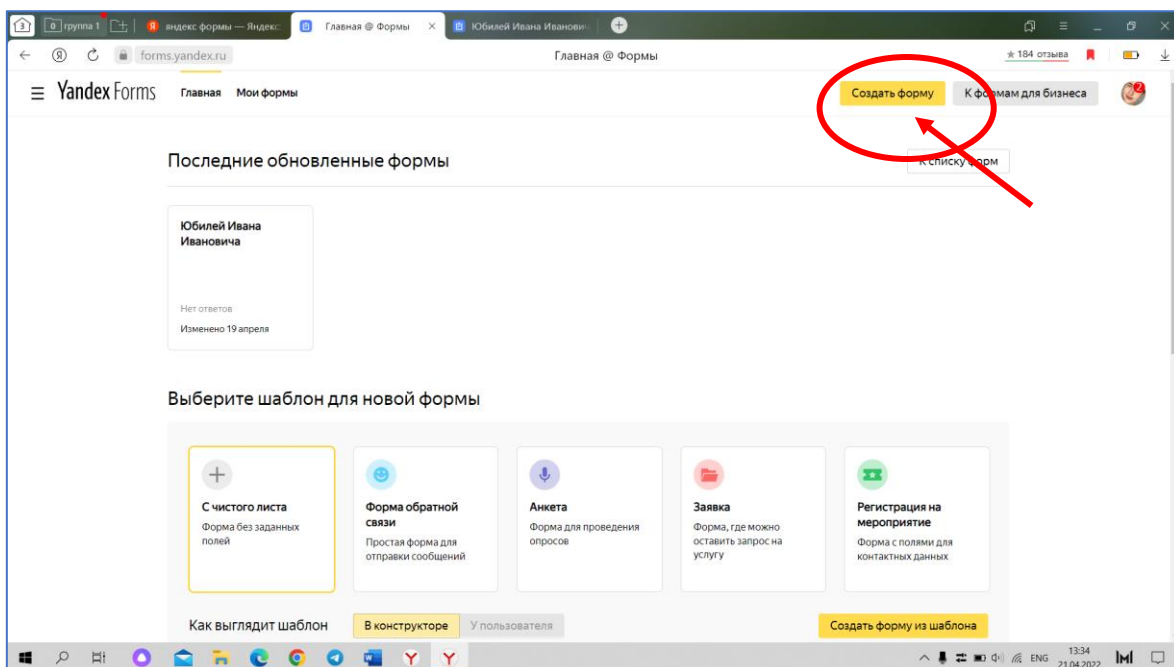 3
0 группа 1
яндекс формы — Яндекс
Главная @ Формы
Юбилей Ивана Иванович
forms.yandex.ru
Главная @ Формы
184 отзыва
Yandex Forms
Главная
Мои формы
Создать форму
К формам для бизнеса
2
Последние обновленные формы
К списку форм
Юбилей Ивана
Ивановича
Нет ответов
Изменено 19 апреля
Выберите шаблон для новой формы
С чистого листа
Форма без заданных
полей
Форма обратной
связи
Простая форма для
отправки сообщений
Анкета
Форма для проведения
опросов
Заявка
Форма, где можно
оставить запрос на
услугу
Регистрация на
мероприятие
Форма с полями для
контактных данных
Как выглядит шаблон
В конструкторе
У пользователя
Создать форму из шаблона
ENG
13:34
21.04.2022